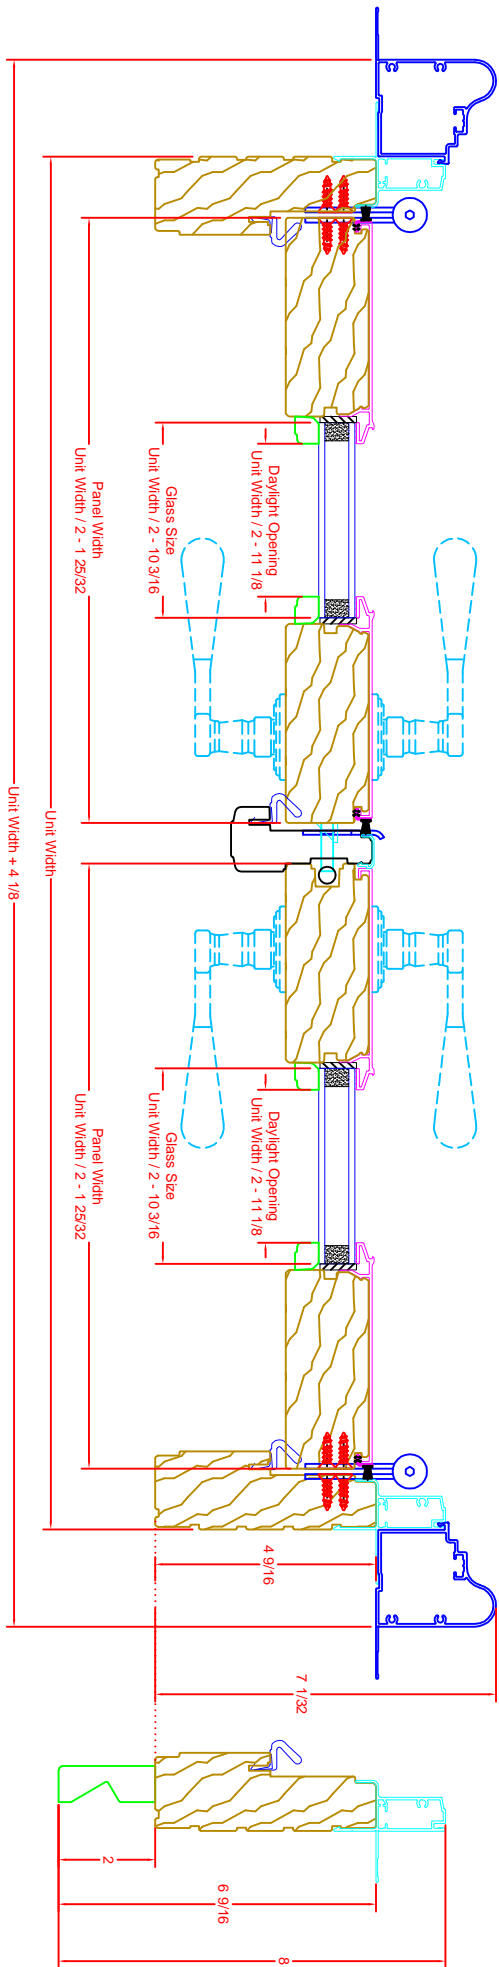 Daylight Opening
Unit Width / 2 - 11 1/8
Glass Size
Unit Width / 2 - 10 3/16
Panel Width
Unit Width / 2 - 1 25/32
Unit Width
Unit Width + 4 1/8
Daylight Opening
Unit Width / 2 - 11 1/8
Glass Size
Unit Width / 2 - 10 3/16
Panel Width
Unit Width / 2 - 1 25/32
4 9/16
7 1/32
2
6 9/16
8